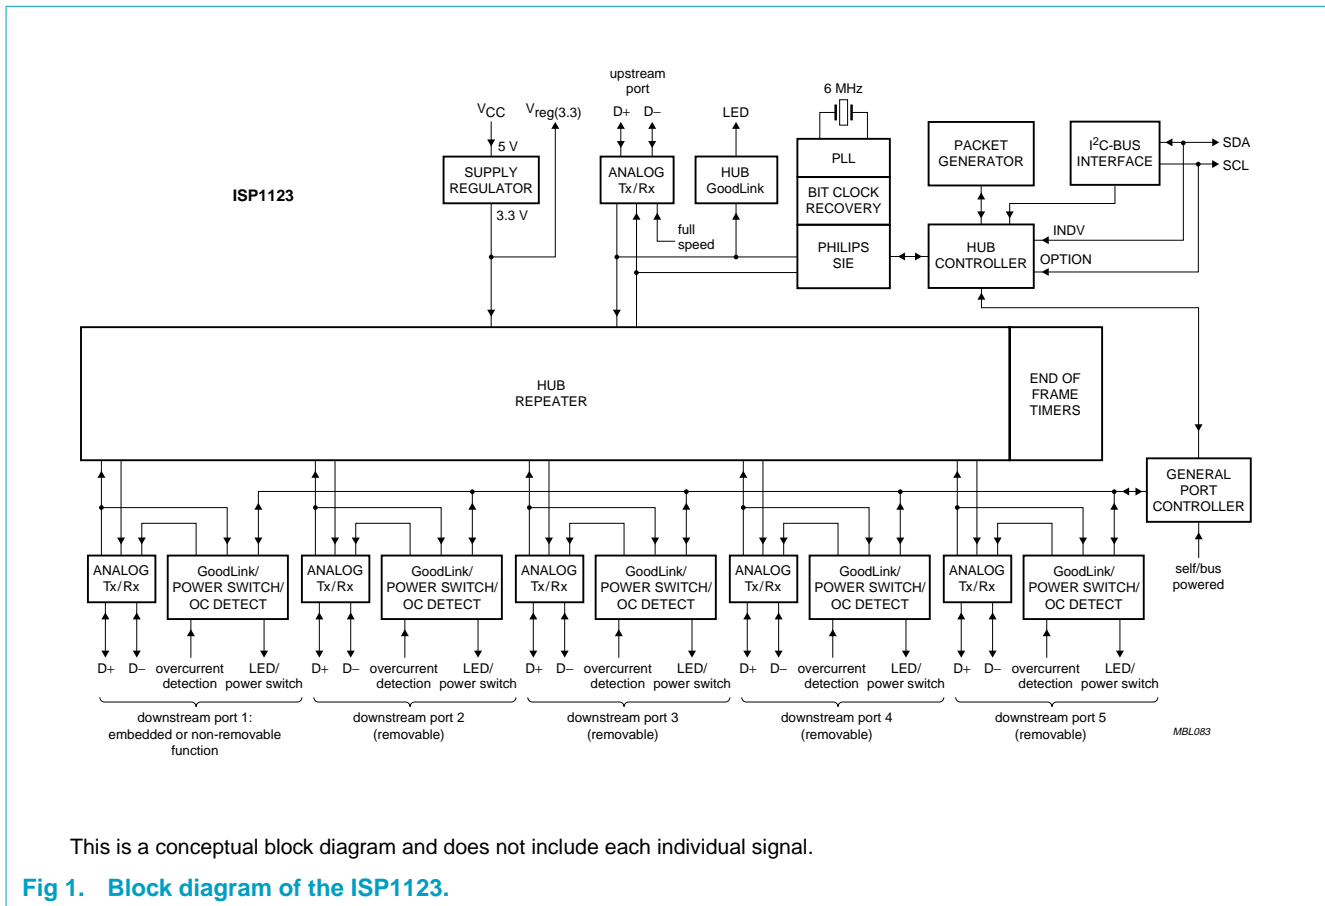 upstream
port
6 MHz
VCC
Vreg(3.3)
D+
D−
LED
5 V
SUPPLY
REGULATOR
3.3 V
ANALOG
Tx/Rx
HUB
GoodLink
PLL
BIT CLOCK
RECOVERY
PHILIPS
SIE
PACKET
GENERATOR
I2C-BUS
INTERFACE
SDA
SCL
ISP1123
full
speed
HUB
CONTROLLER
INDV
OPTION
HUB
REPEATER
END OF
FRAME
TIMERS
GENERAL
PORT
CONTROLLER
self/bus
powered
ANALOG
Tx/Rx
GoodLink/
POWER SWITCH/
OC DETECT
D+
D−
overcurrent
detection
LED/
power switch
downstream port 1:
embedded or non-removable
function
ANALOG
Tx/Rx
GoodLink/
POWER SWITCH/
OC DETECT
D+
D−
overcurrent
detection
LED/
power switch
downstream port 2
(removable)
ANALOG
Tx/Rx
GoodLink/
POWER SWITCH/
OC DETECT
D+
D−
overcurrent
detection
LED/
power switch
downstream port 3
(removable)
ANALOG
Tx/Rx
GoodLink/
POWER SWITCH/
OC DETECT
D+
D−
overcurrent
detection
LED/
power switch
downstream port 4
(removable)
ANALOG
Tx/Rx
GoodLink/
POWER SWITCH/
OC DETECT
D+
D−
overcurrent
detection
LED/
power switch
downstream port 5
(removable)
MBL083
This is a conceptual block diagram and does not include each individual signal.
Fig 1. Block diagram of the ISP1123.